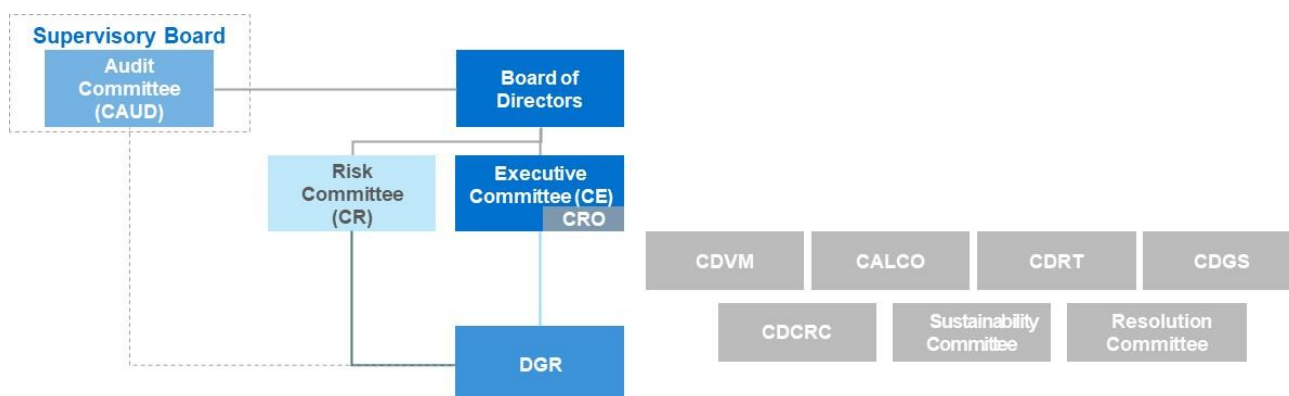 Supervisory Board
Audit
Committee
(CAUD)
Board of
Directors
Risk
Committee
(CR)
Executive
Committee (CE)
CRO
CDVM
CALCO
CDRT
CDGS
CDCRC
Sustainability
Committee
Resolution
Committee
DGR